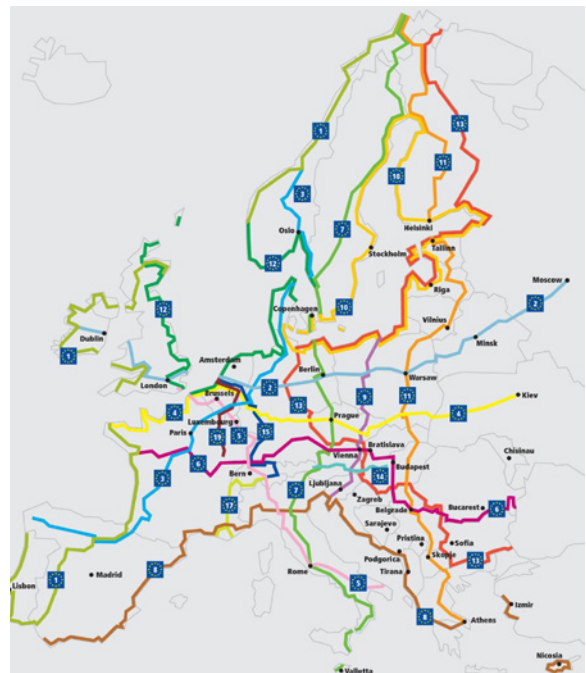 1
13
11
10
3
7
Helsinki
Oslo
Tallinn
12
Stockholm
Moscow
Riga
2
10
Copenhagen
12
Vilnius
Dublin
Minsk
1
Amsterdam
London
2
Berlin
Warsaw
Brussels
13
9
11
Kiev
4
4
Luxembourg
Prague
Paris
19
5
15
Vienna
Bratislava
Chisinau
6
Bern
14
Budapest
3
7
Ljubljana
17
Zagreb
Belgrade
Bucarest
6
Sarajevo
Pristina
Sofia
8
Podgorica
Skopje
13
1
Madrid
Rome
Tirana
Lisbon
5
Izmir
8
Athens
Nicosia
Valletta